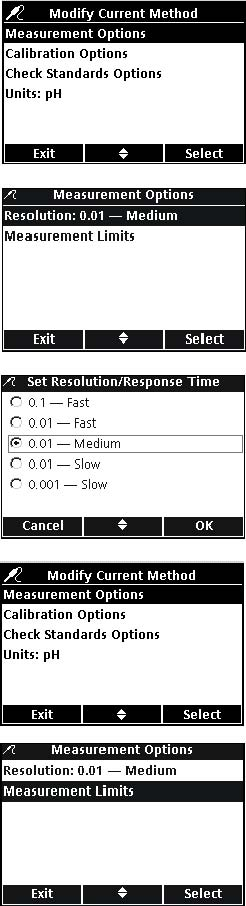 Modify Current Method
Measurement Options
Calibration Options
Check Standards Options
Units: pH
Exit Select
Measurement Options
Resolution: 0.01 — Medium
Measurement Limits
Exit Select
Set Resolution/Response Time
0.1 — Fast
0.01 — Fast
0.01 — Medium
0.01 — Slow
0.001 — Slow
Cancel OK
Modify Current Method
Measurement Options
Calibration Options
Check Standards Options
Units: pH
Exit Select
Measurement Options
Resolution: 0.01 — Medium
Measurement Limits
Exit Select